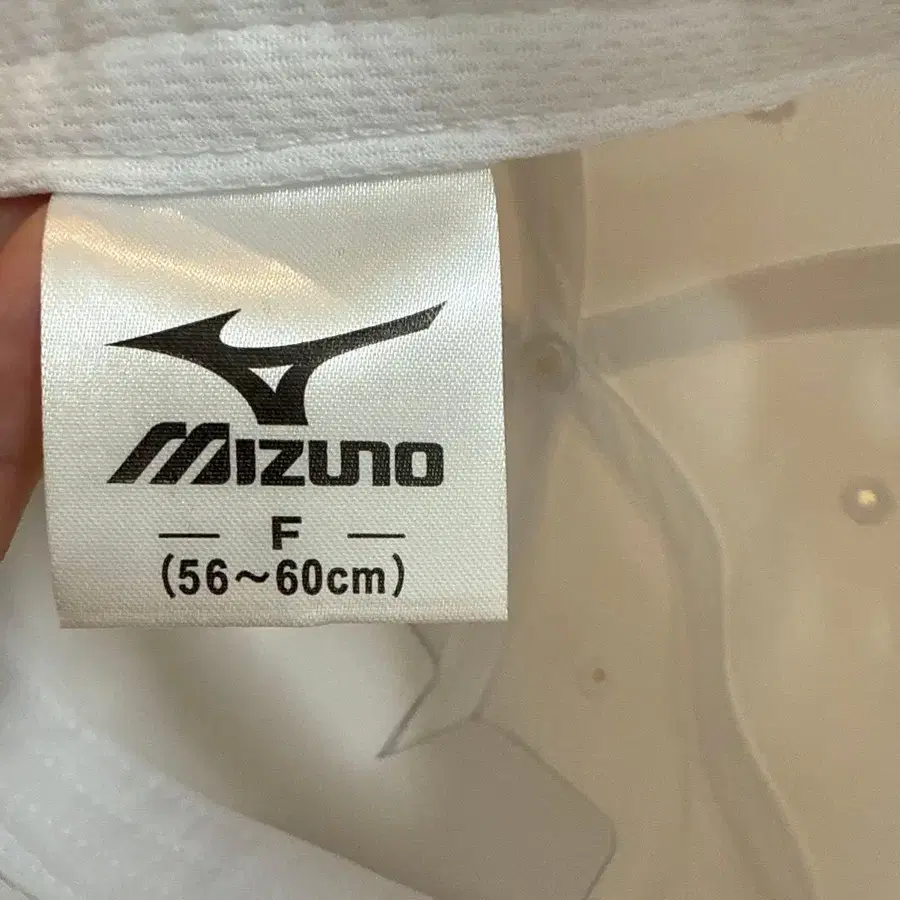 MIZUNO
— F —
(56～60cm)